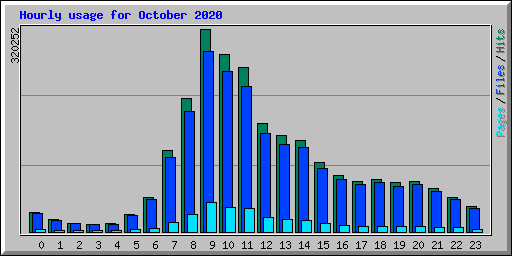 Hourly usage for October 2020
320252
Pages/Files/Hits
0 1 2 3 4 5 6 7 8 9 10 11 12 13 14 15 16 17 18 19 20 21 22 23